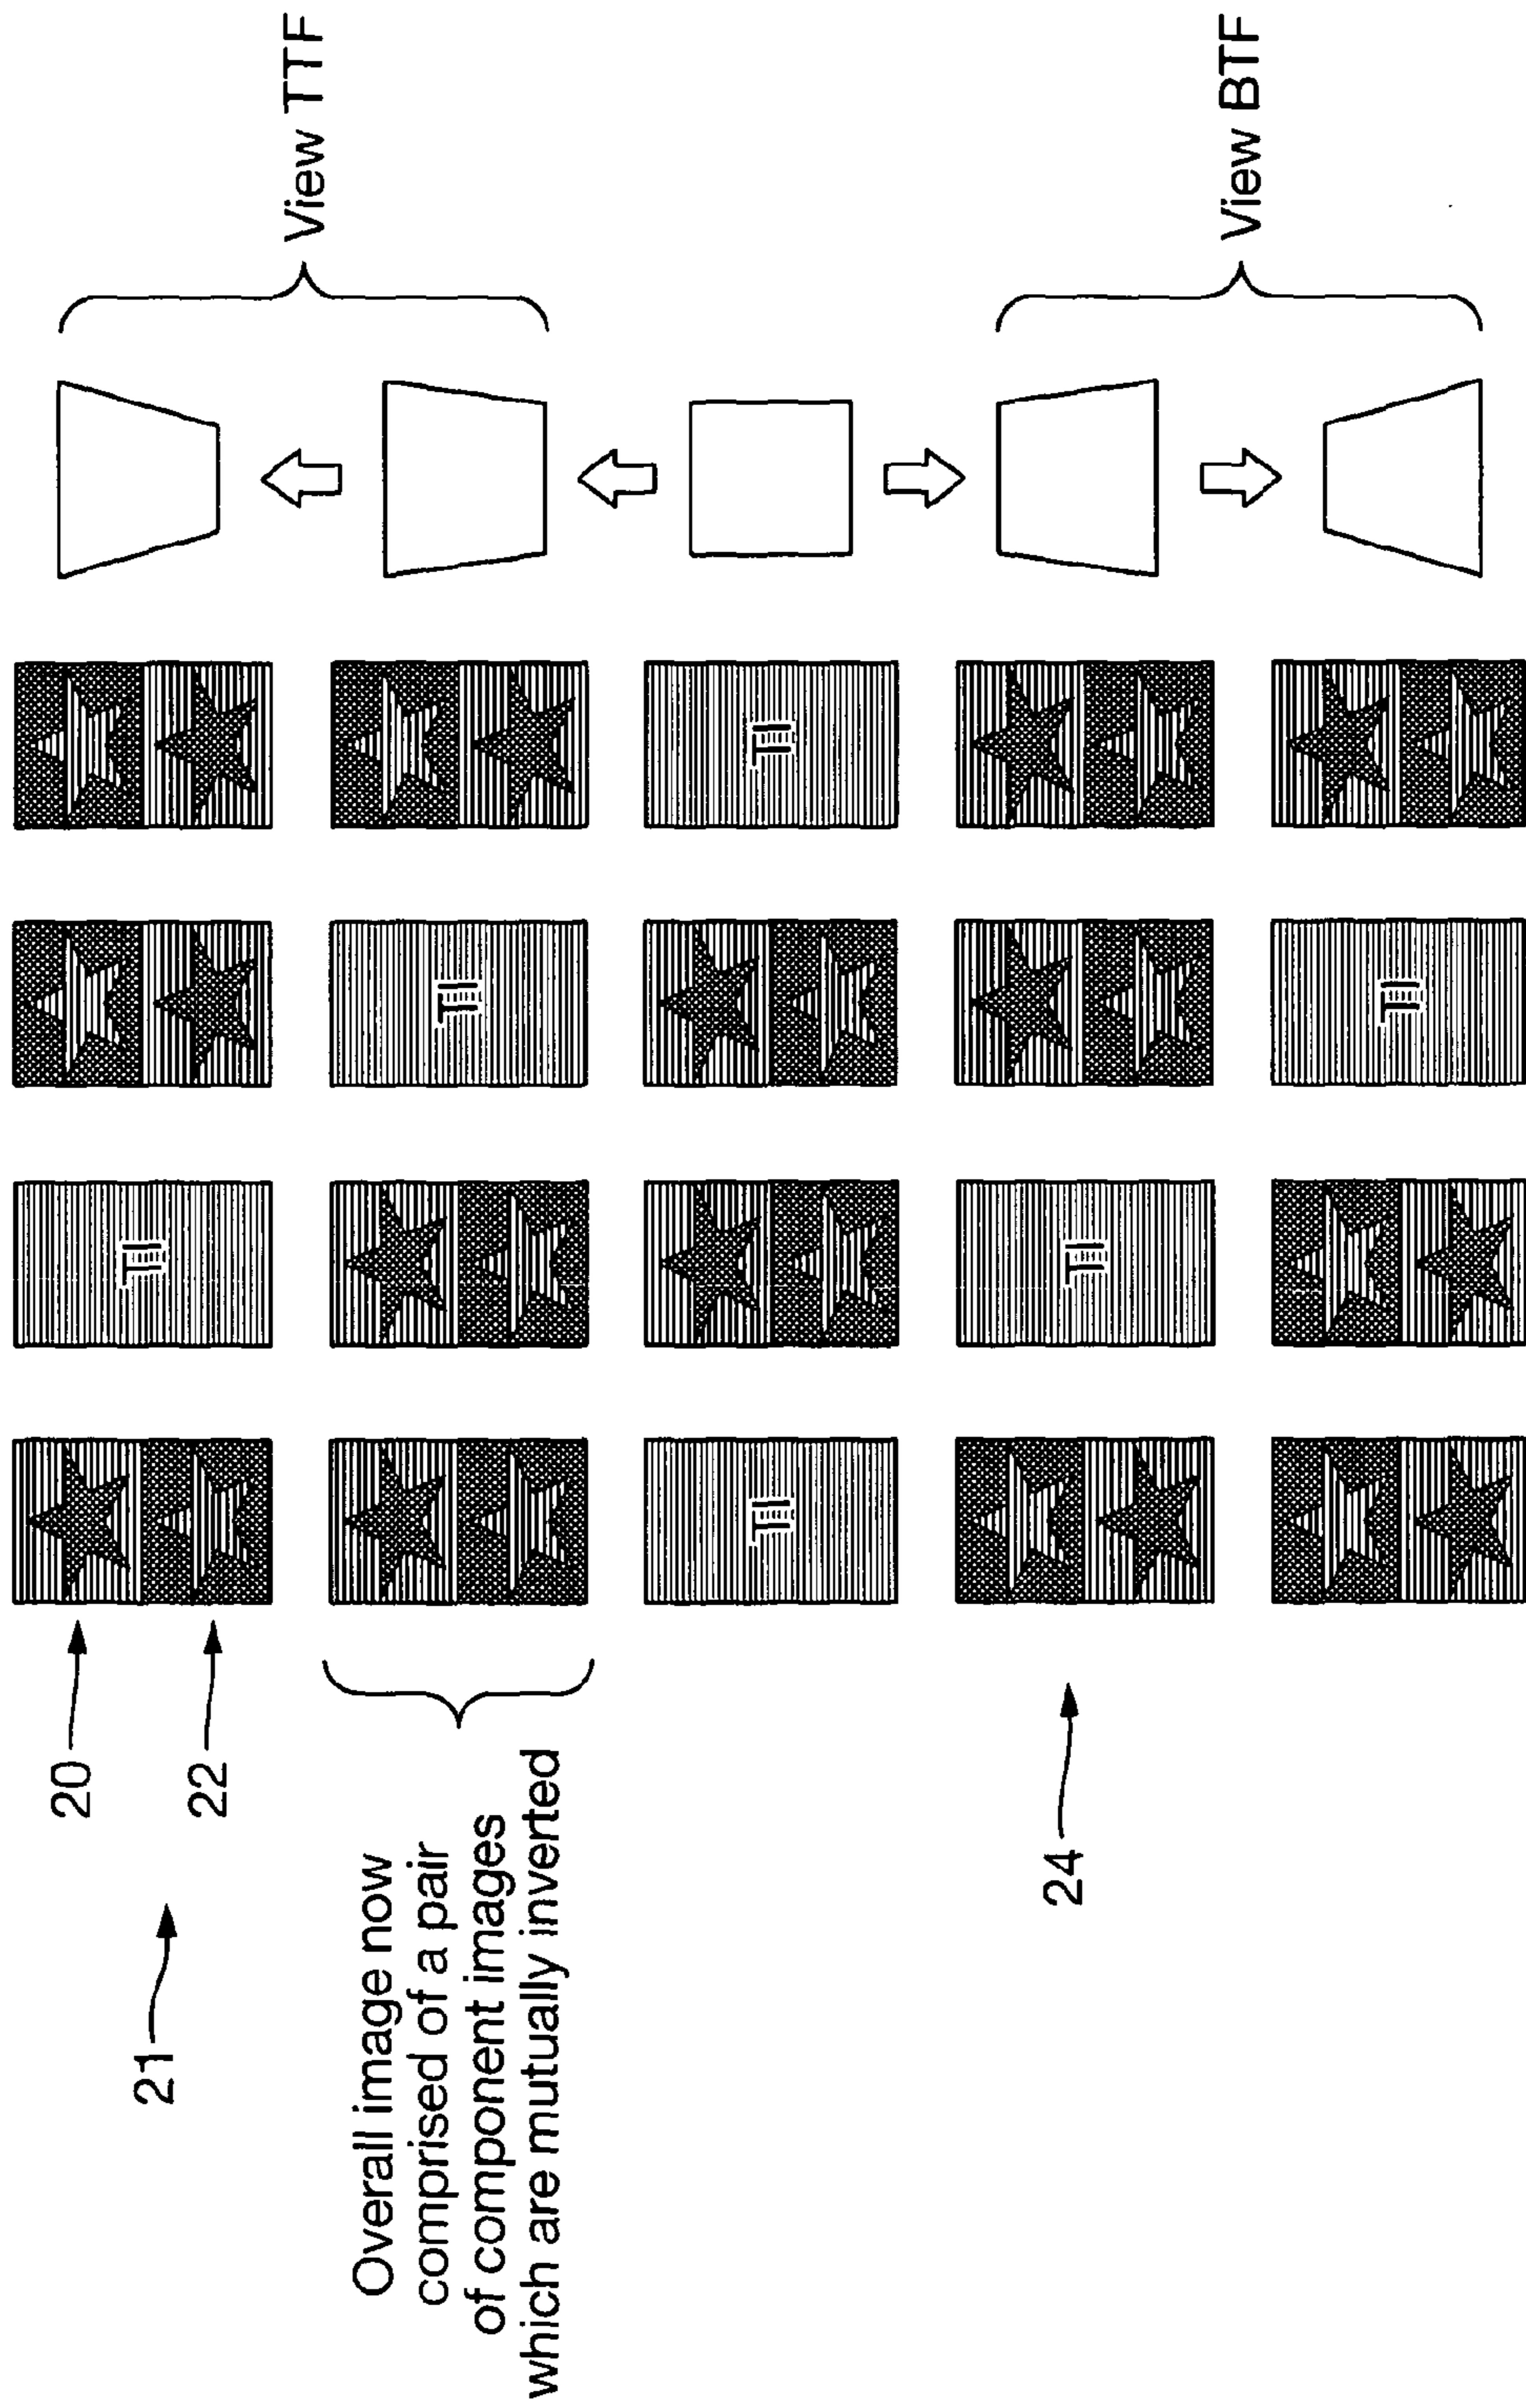 20
21
22
View TTF
Overall image now
comprised of a pair
of component images
which are mutually inverted
24
View BTF